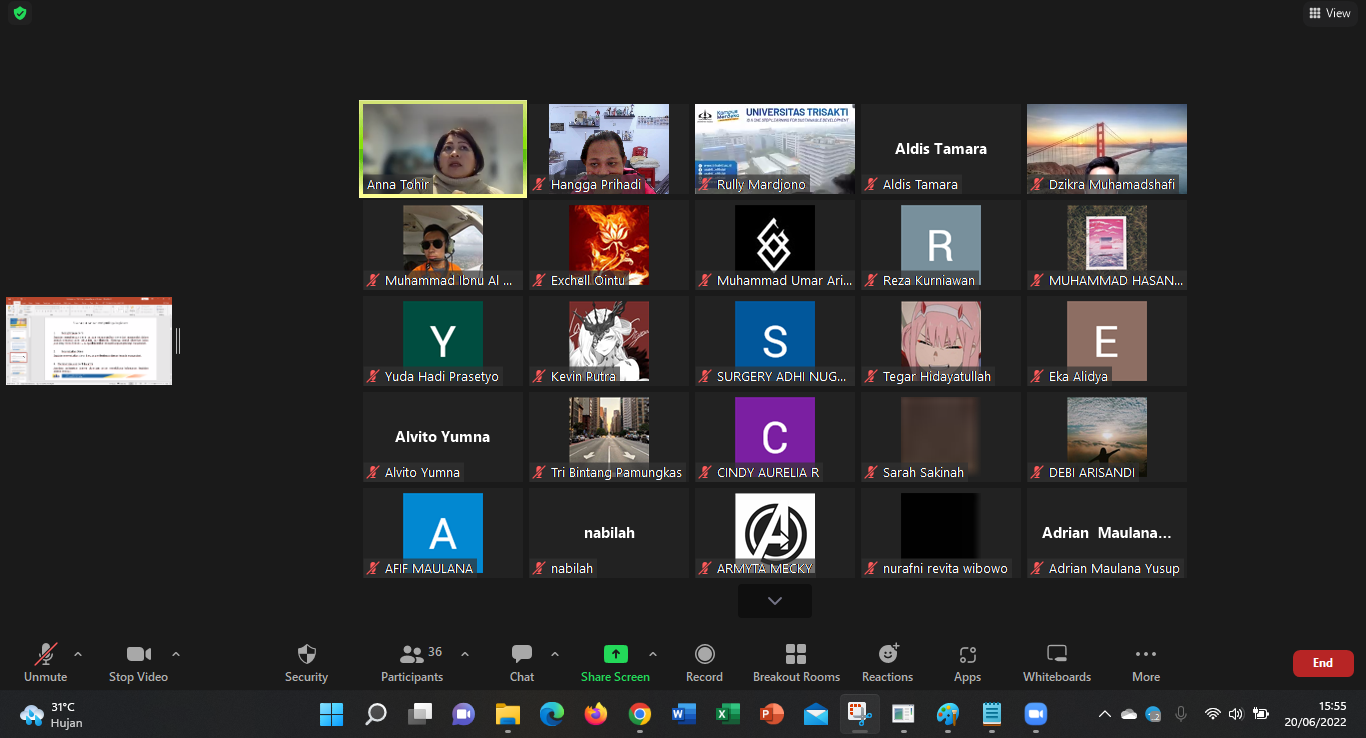 View
UNIVERSITAS TRISAKTI
Kampus Merdeka
Anna Tohir
Hangga Prihadi
Rully Mardjono
Aldis Tamara
Aldis Tamara
Dzikra Muhamadshafi
Muhammad Ibnu Al ...
Exchell Qintu
Muhammad Umar Ari...
R
Reza Kurniawan
MUHAMMAD HASAN...
Y
Yuda Hadi Prasetyo
Kevin Putra
S
SURGERY ADHI NUG...
Tegar Hidayatullah
E
Eka Alidya
Alvito Yumna
Alvito Yumna
Tri Bintang Pamungkas
C
CINDY AURELIA R
Sarah Sakinah
DEBI ARISANDI
A
AFIF MAULANA
nabilah
nabilah
ARMYTA MECKY
nurafni revita wibowo
Adrian Maulana...
Adrian Maulana Yusup
Unmute
Stop Video
Security
36
Participants
Chat
Share Screen
Record
Breakout Rooms
Reactions
Apps
Whiteboards
More
End
31°C
Hujan
15:55
20/06/2022